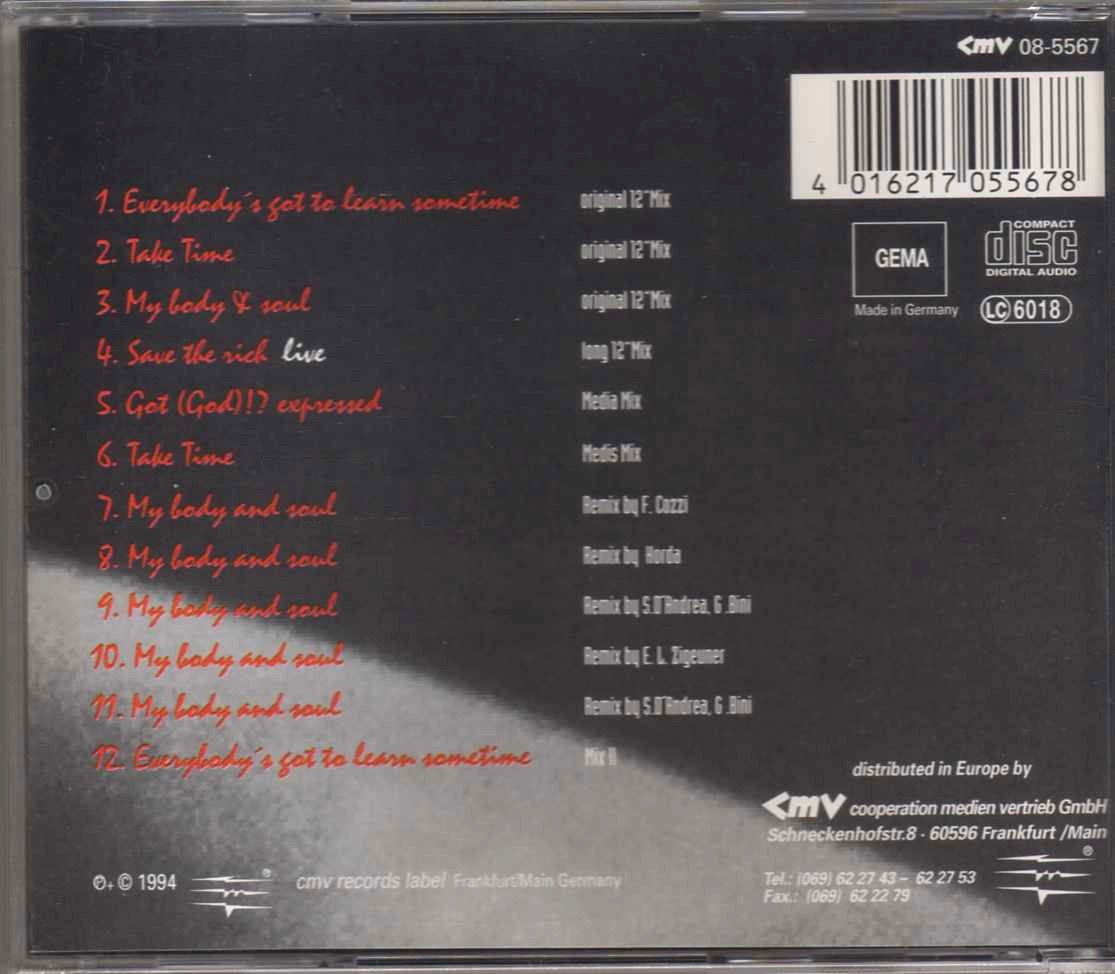 cmv 08-5567
4 016217 055678
1. Everybody´s got to learn sometime original 12"Mix
2. Take Time original 12"Mix
3. My body & soul original 12"Mix
4. Save the rich live long 12"Mix
5. Got (God)!? expressed Media Mix
6. Take Time Medis Mix
7. My body and soul Remix by F. Cozzi
8. My body and soul Remix by Korda
9. My body and soul Remix by S.D'Andrea, G .Bini
10. My body and soul Remix by E. L. Zigeuner
11. My body and soul Remix by S.D'Andrea, G .Bini
12. Everybody´s got to learn sometime Mix II
GEMA
Made in Germany
COMPACT
disc
DIGITAL AUDIO
LC 6018
distributed in Europe by
cmv cooperation medien vertrieb GmbH
Schneckenhofstr.8 - 60596 Frankfurt /Main
Tel.: (069) 62 27 43 – 62 27 53
Fax.: (069) 62 22 79
®
℗+© 1994 ® cmv records label Frankfurt/Main Germany